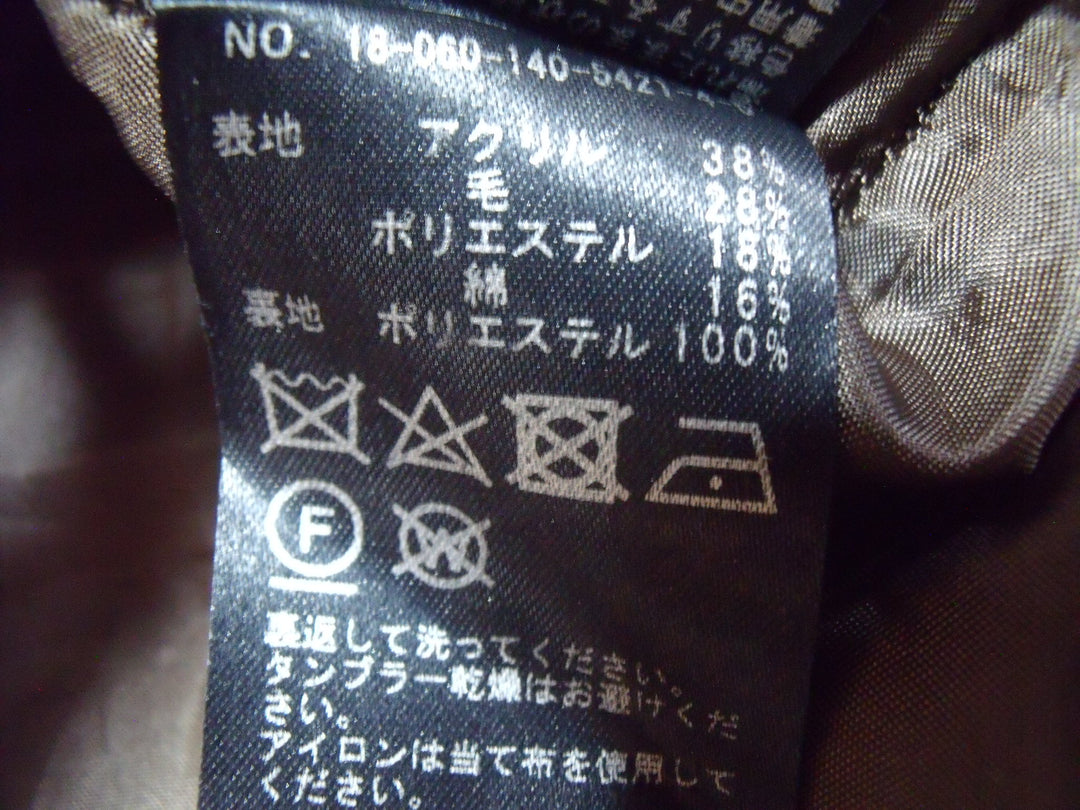 NO. 18-060-140-5421
表地 アクリル 38%
毛 28%
ポリエステル 18%
綿 16%
裏地 ポリエステル 100%
F
W
裏返して洗ってください。
タンブラー乾燥はお避けくだ
さい。
アイロンは当て布を使用して
ください。